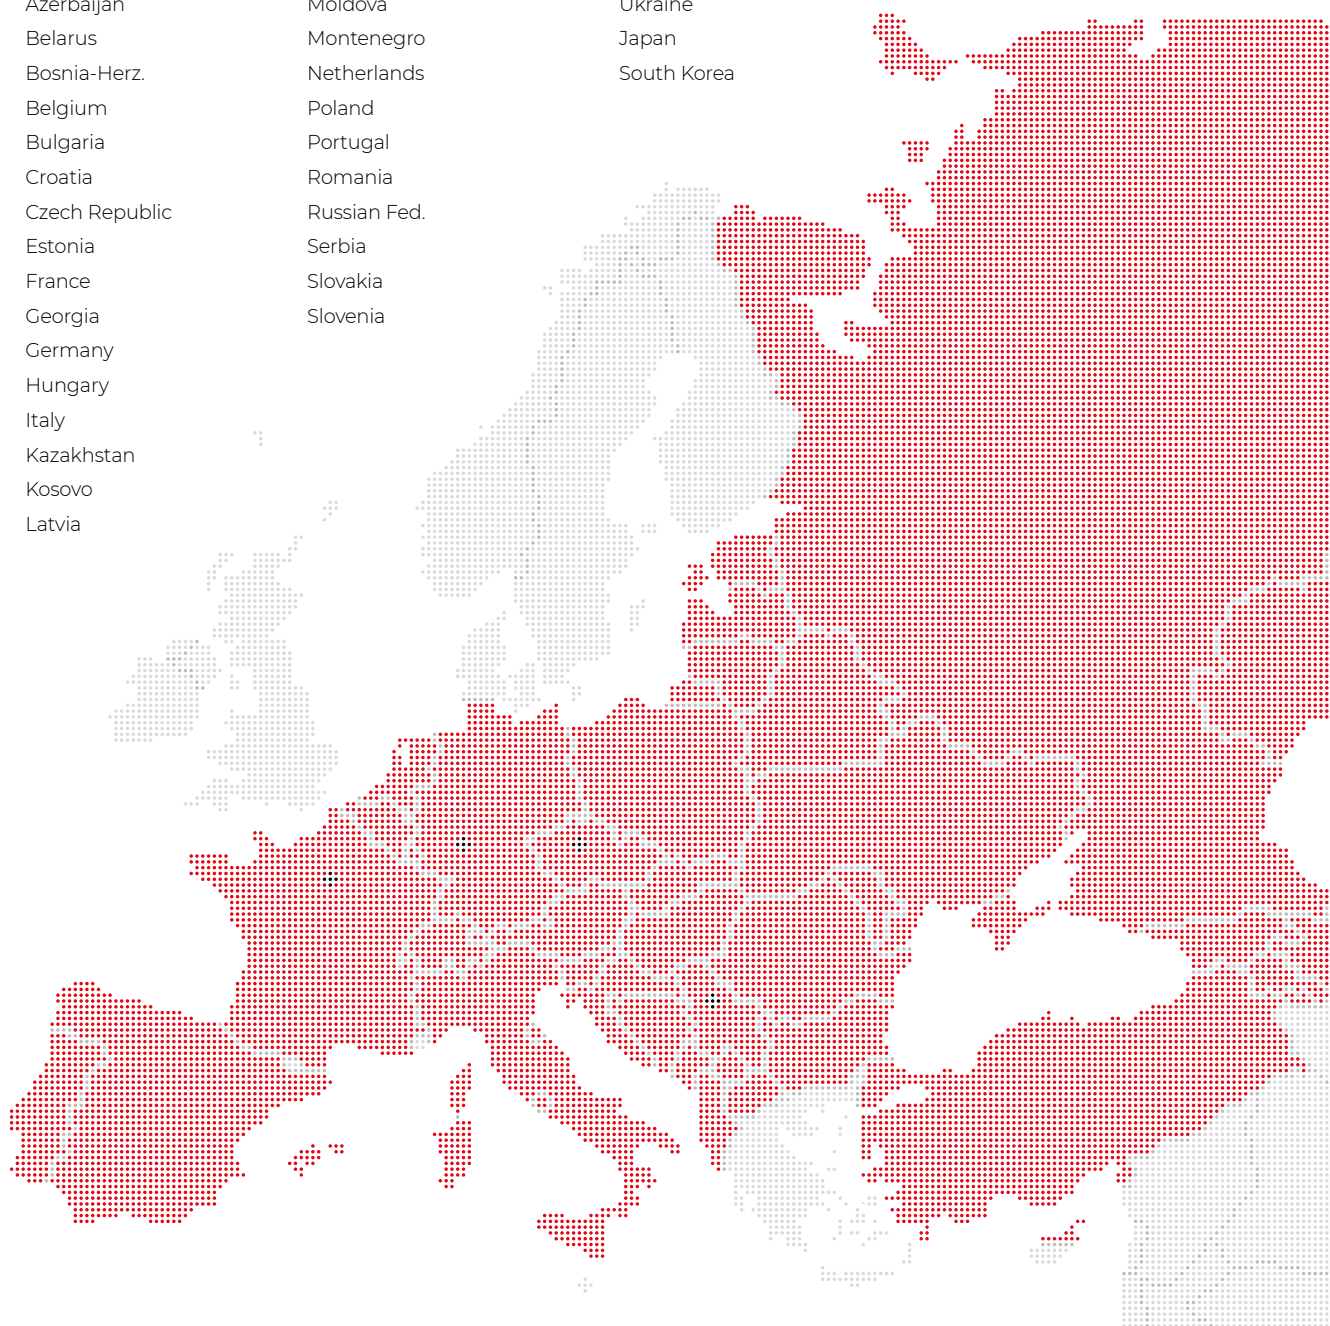 Azerbaijan
Belarus
Bosnia-Herz.
Belgium
Bulgaria
Croatia
Czech Republic
Estonia
France
Georgia
Germany
Hungary
Italy
Kazakhstan
Kosovo
Latvia
Moldova
Montenegro
Netherlands
Poland
Portugal
Romania
Russian Fed.
Serbia
Slovakia
Slovenia
Ukraine
Japan
South Korea